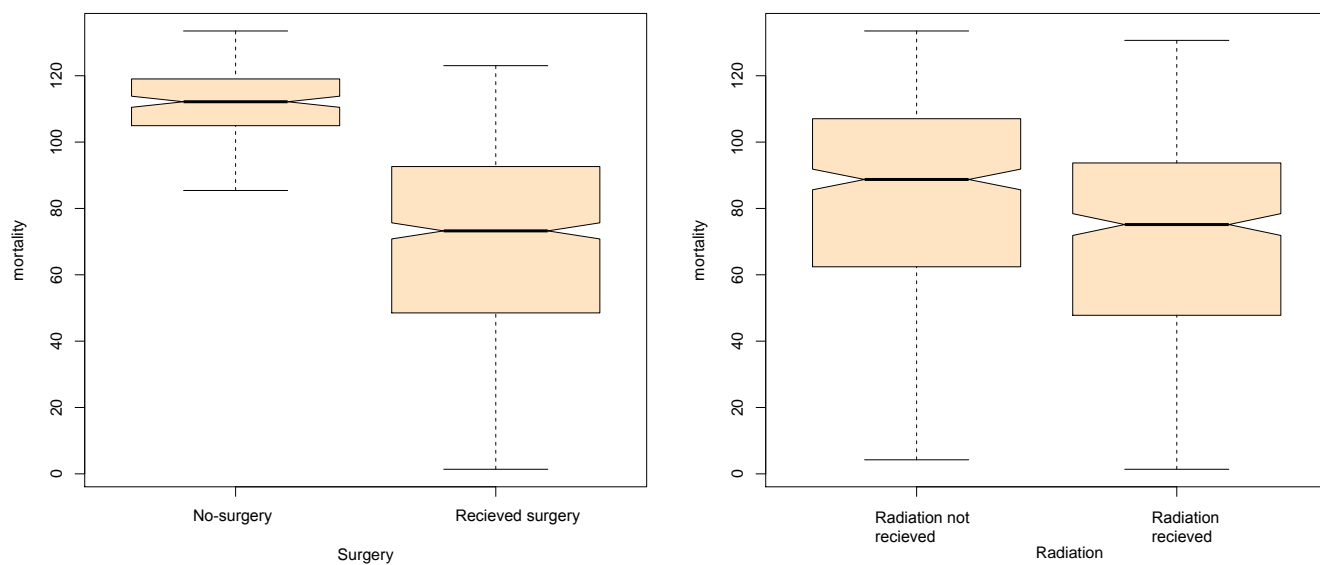 mortality
0
20
40
60
80
100
120
No-surgery
Recieved surgery
Surgery
mortality
0
20
40
60
80
100
120
Radiation not
recieved
Radiation
recieved
Radiation